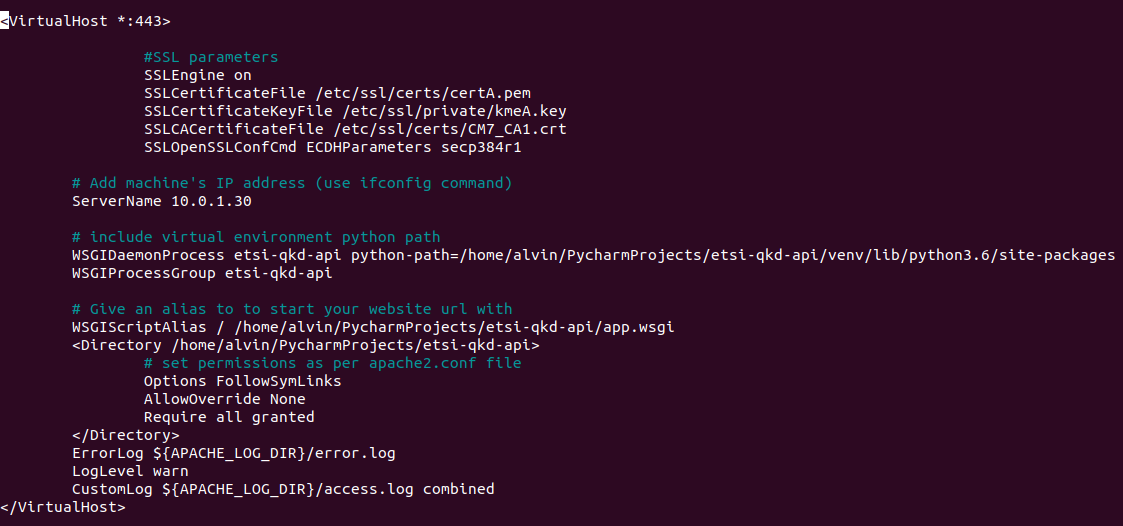 <VirtualHost *:443>
#SSL parameters
SSLEngine on
SSLCertificateFile /etc/ssl/certs/certA.pem
SSLCertificateKeyFile /etc/ssl/private/kmeA.key
SSLCACertificateFile /etc/ssl/certs/CM7_CA1.crt
SSLOpenSSLConfCmd ECDHParameters secp384r1
# Add machine's IP address (use ifconfig command)
ServerName 10.0.1.30
# include virtual environment python path
WSGIDaemonProcess etsi-qkd-api python-path=/home/alvin/PycharmProjects/etsi-qkd-api/venv/lib/python3.6/site-packages
WSGIProcessGroup etsi-qkd-api
# Give an alias to to start your website url with
WSGIScriptAlias / /home/alvin/PycharmProjects/etsi-qkd-api/app.wsgi
<Directory /home/alvin/PycharmProjects/etsi-qkd-api>
# set permissions as per apache2.conf file
Options FollowSymLinks
AllowOverride None
Require all granted
</Directory>
ErrorLog ${APACHE_LOG_DIR}/error.log
LogLevel warn
CustomLog ${APACHE_LOG_DIR}/access.log combined
</VirtualHost>